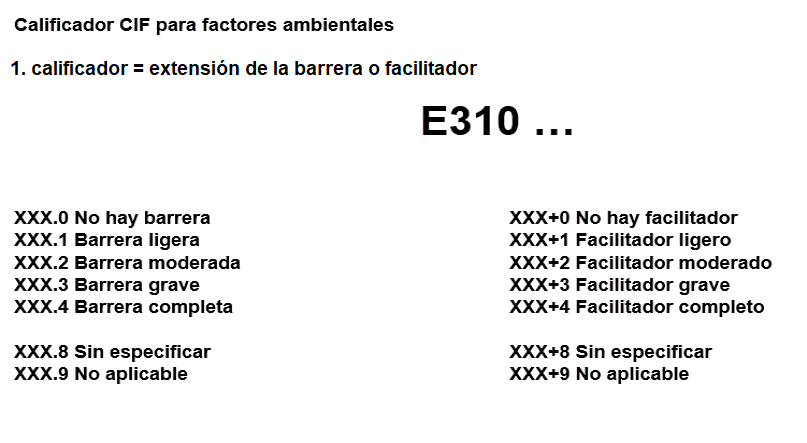 Calificador CIF para factores ambientales
1. calificador = extensión de la barrera o facilitador
E310 ...
XXX.0 No hay barrera
XXX.1 Barrera ligera
XXX.2 Barrera moderada
XXX.3 Barrera grave
XXX.4 Barrera completa
XXX.8 Sin especificar
XXX.9 No aplicable
XXX+0 No hay facilitador
XXX+1 Facilitador ligero
XXX+2 Facilitador moderado
XXX+3 Facilitador grave
XXX+4 Facilitador completo
XXX+8 Sin especificar
XXX+9 No aplicable